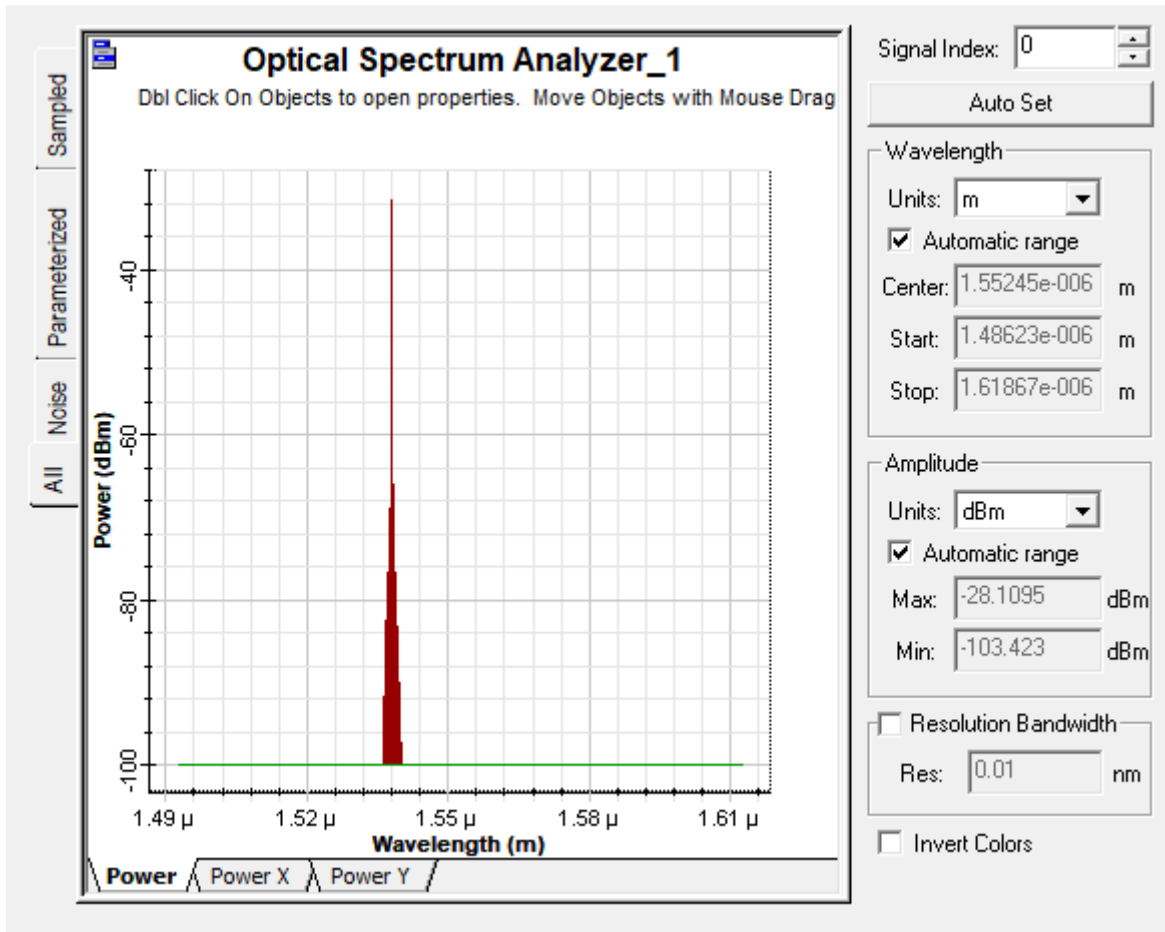 Optical Spectrum Analyzer_1
Dbl Click On Objects to open properties. Move Objects with Mouse Drag
Sampled
Parameterized
Noise
All
Power (dBm)
-40
-60
-80
-100
1.49 µ
1.52 µ
1.55 µ
1.58 µ
1.61 µ
Wavelength (m)
Power
Power X
Power Y
Signal Index: 0
Auto Set
Wavelength
Units: m
Automatic range
Center: 1.55245e-006 m
Start: 1.48623e-006 m
Stop: 1.61867e-006 m
Amplitude
Units: dBm
Automatic range
Max: -28.1095 dBm
Min: -103.423 dBm
Resolution Bandwidth
Res: 0.01 nm
Invert Colors